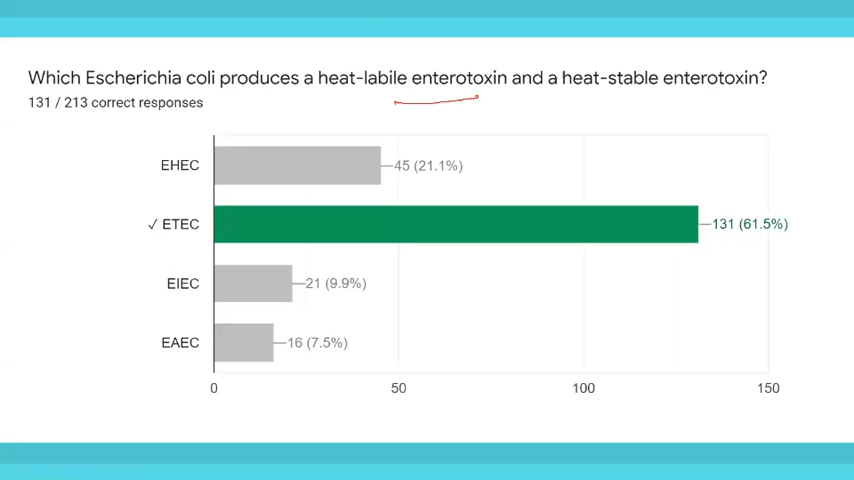 Which Escherichia coli produces a heat-labile enterotoxin and a heat-stable enterotoxin?
131 / 213 correct responses
EHEC
45 (21.1%)
✓ ETEC
131 (61.5%)
EIEC
21 (9.9%)
EAEC
16 (7.5%)
0
50
100
150